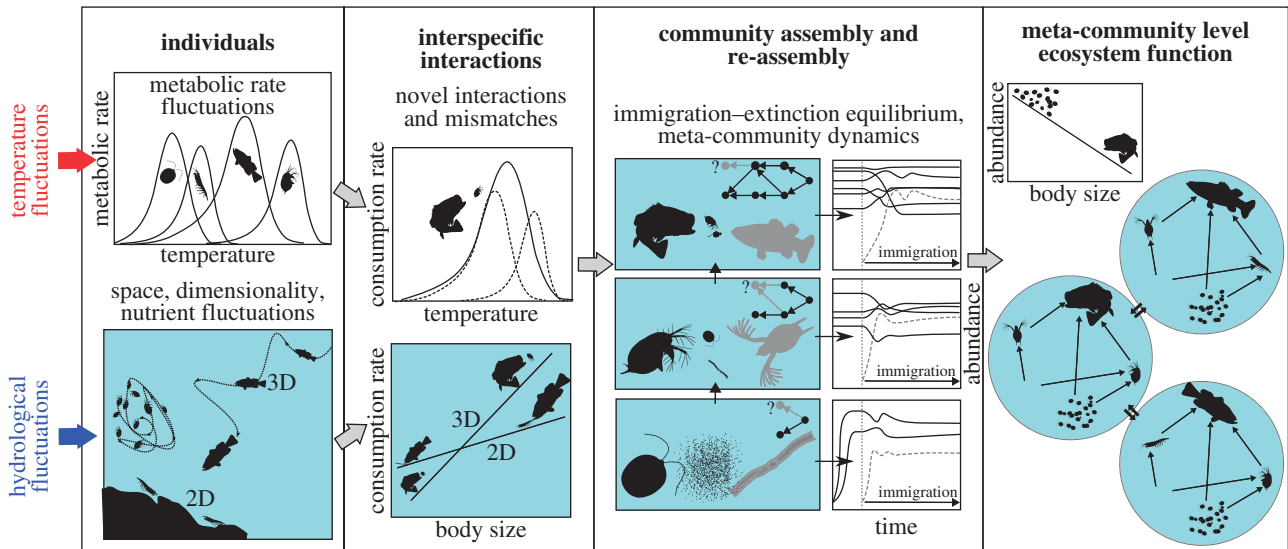 temperature
fluctuations
hydrological
fluctuations
individuals
metabolic rate
fluctuations
metabolic rate
temperature
space, dimensionality,
nutrient fluctuations
3D
2D
interspecific
interactions
novel interactions
and mismatches
consumption rate
temperature
consumption rate
3D
2D
body size
community assembly and
re-assembly
immigration–extinction equilibrium,
meta-community dynamics
?
immigration
?
immigration
?
immigration
abundance
time
meta-community level
ecosystem function
abundance
body size